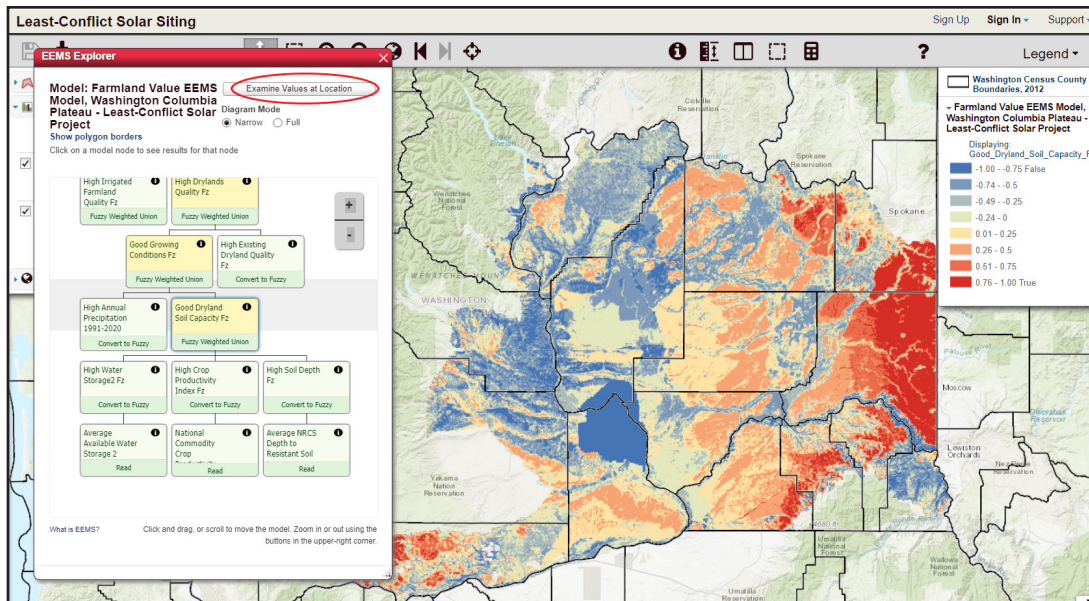 Least-Conflict Solar Siting
Sign Up
Sign In
Support
EEMS Explorer
Legend
Model: Farmland Value EEMS
Model, Washington Columbia
Plateau - Least-Conflict Solar
Project
Examine Values at Location
Diagram Mode
Narrow
Full
Show polygon borders
Click on a model node to see results for that node
High Irrigated
Farmland
Quality Fz
Fuzzy Weighted Union
High Drylands
Quality Fz
Fuzzy Weighted Union
+
-
Good Growing
Conditions Fz
Fuzzy Weighted Union
High Existing
Dryland Quality
Fz
Convert to Fuzzy
High Annual
Precipitation
1991-2020
Convert to Fuzzy
Good Dryland
Soil Capacity Fz
Fuzzy Weighted Union
High Water
Storage2 Fz
Convert to Fuzzy
High Crop
Productivity
Index Fz
Convert to Fuzzy
High Soil Depth
Fz
Convert to Fuzzy
Average
Available Water
Storage 2
Read
National
Commodity
Crop
Read
Average NRCS
Depth to
Resistant Soil
Read
What is EEMS?
Click and drag, or scroll to move the model. Zoom in or out using the
buttons in the upper-right corner.
Washington Census County
Boundaries, 2012
Farmland Value EEMS Model,
Washington Columbia Plateau -
Least-Conflict Solar Project
Displaying:
Good_Dryland_Soil_Capacity_F
-1.00 - -0.75 False
-0.74 - -0.5
-0.49 - -0.25
-0.24 - 0
0.01 - 0.25
0.26 - 0.5
0.51 - 0.75
0.76 - 1.00 True
Colville
Reservation
Spokane
Reservation
Spokane
Wenatchee
National
Forest
WASHINGTON
Palouse River
Moscow
Lewiston
Orchards
Yakama
Nation
Reservation
Umatilla
National
Forest
Wallowa
National
Forest
Umatilla
Reservation